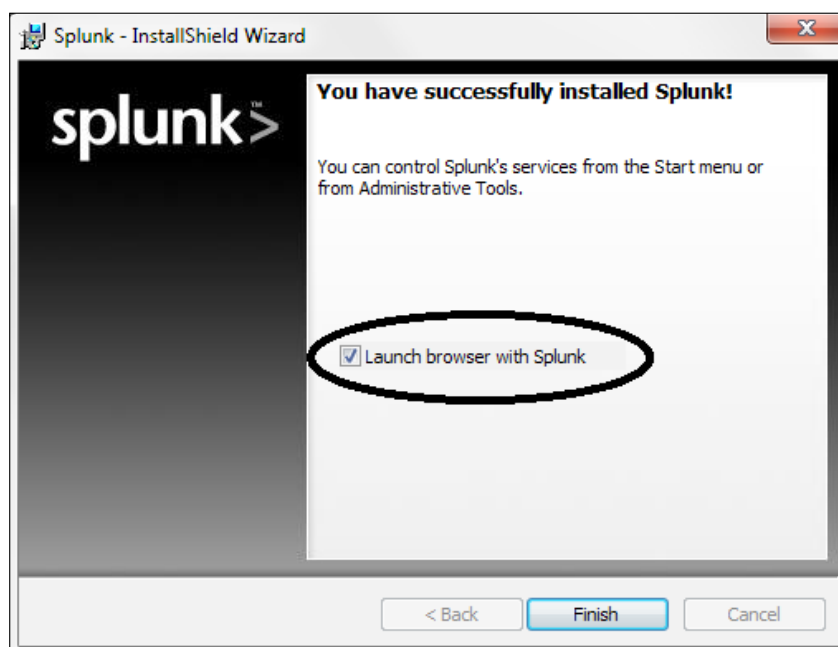 Splunk - InstallShield Wizard
splunk>™
You have successfully installed Splunk!
You can control Splunk's services from the Start menu or
from Administrative Tools.
Launch browser with Splunk
< Back Finish Cancel